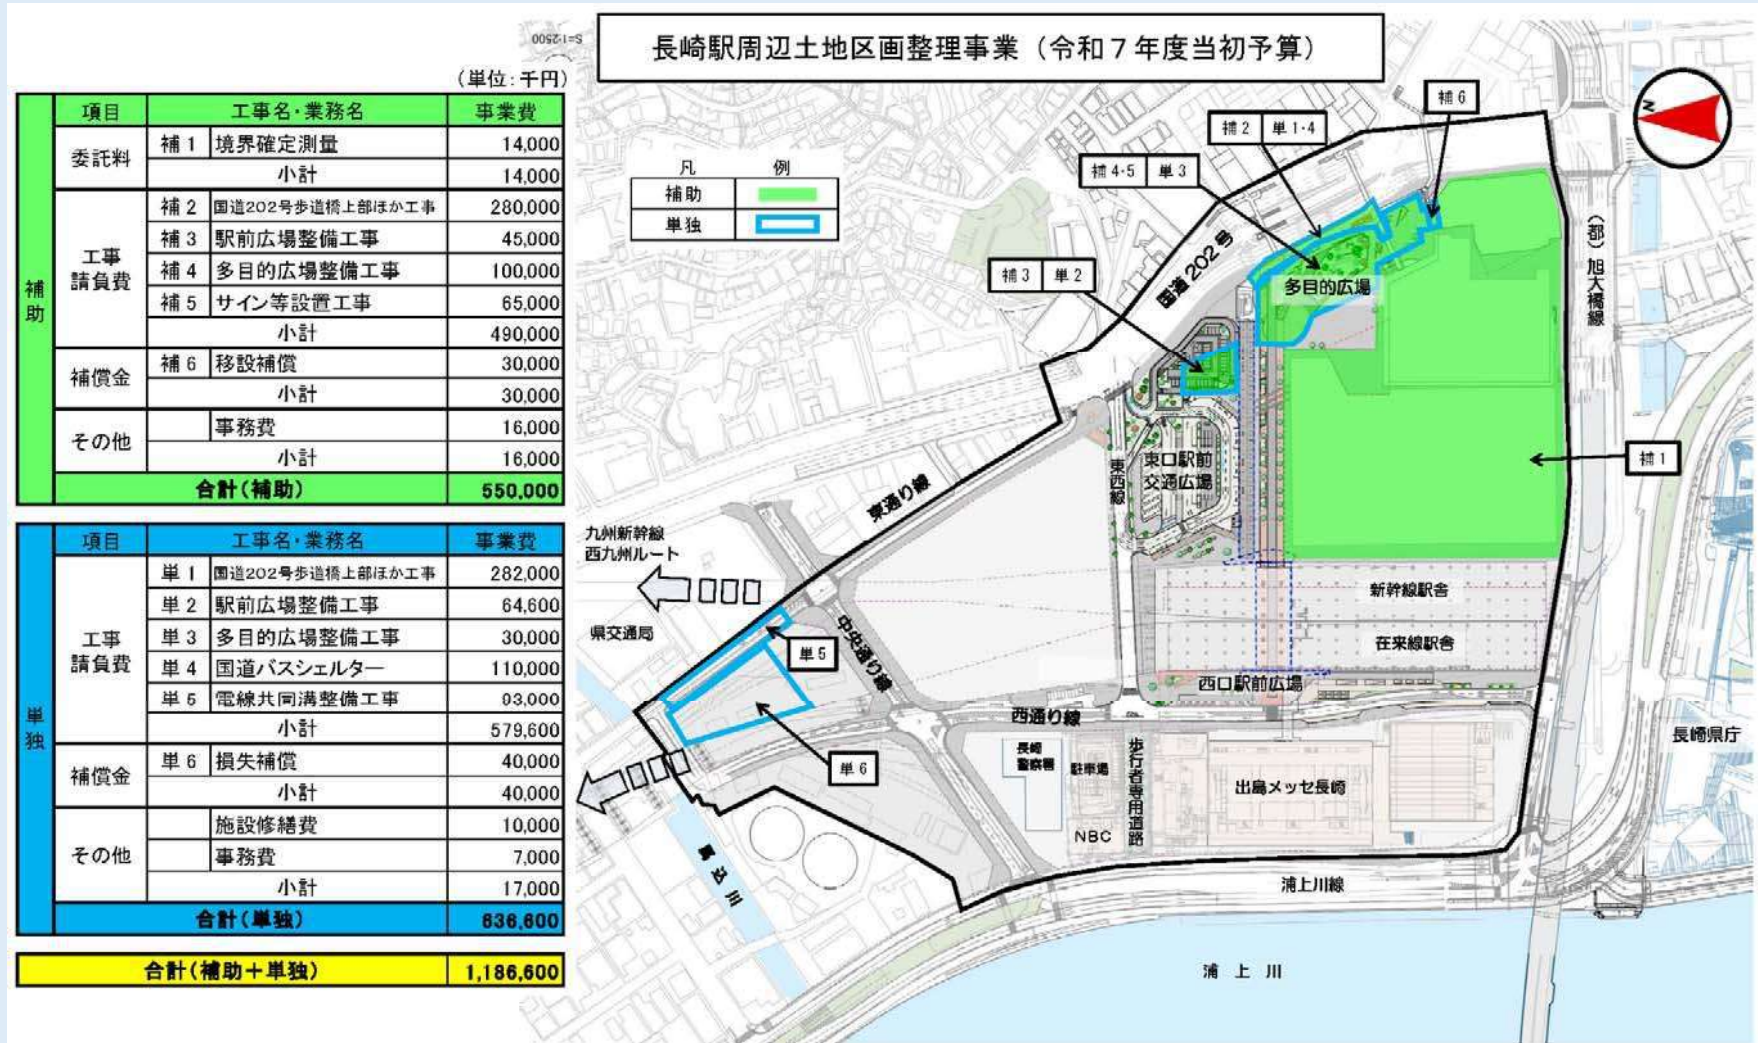 S=1:2500
長崎駅周辺土地区画整理事業（令和７年度当初予算）
（単位：千円）
補助
項目 工事名・業務名 事業費
委託料 補１ 境界確定測量 14,000
小計 14,000
工事請負費 補２ 国道202号歩道橋上部ほか工事 280,000
補３ 駅前広場整備工事 45,000
補４ 多目的広場整備工事 100,000
補５ サイン等設置工事 65,000
小計 490,000
補償金 補６ 移設補償 30,000
小計 30,000
その他 事務費 16,000
小計 16,000
合計（補助） 550,000
単独
項目 工事名・業務名 事業費
工事請負費 単１ 国道202号歩道橋上部ほか工事 282,000
単２ 駅前広場整備工事 64,600
単３ 多目的広場整備工事 30,000
単４ 国道バスシェルター 110,000
単５ 電線共同溝整備工事 93,000
小計 579,600
補償金 単６ 損失補償 40,000
小計 40,000
その他 施設修繕費 10,000
事務費 7,000
小計 17,000
合計（単独） 636,600
合計（補助＋単独） 1,186,600
凡 例
補助
単独
N
補６
補２ 単１・４
補４・５ 単３
補３ 単２
国道202号
多目的広場
（都）旭大橋線
補１
東口駅前
交通広場
東西線
東通り線
九州新幹線
西九州ルート
県交通局
単５
中央通り線
単６
新幹線駅舎
在来線駅舎
西口駅前広場
西通り線
長崎
警察署
駐車場
NBC
歩行者専用道路
出島メッセ長崎
長崎県庁
浦上川線
浦上川